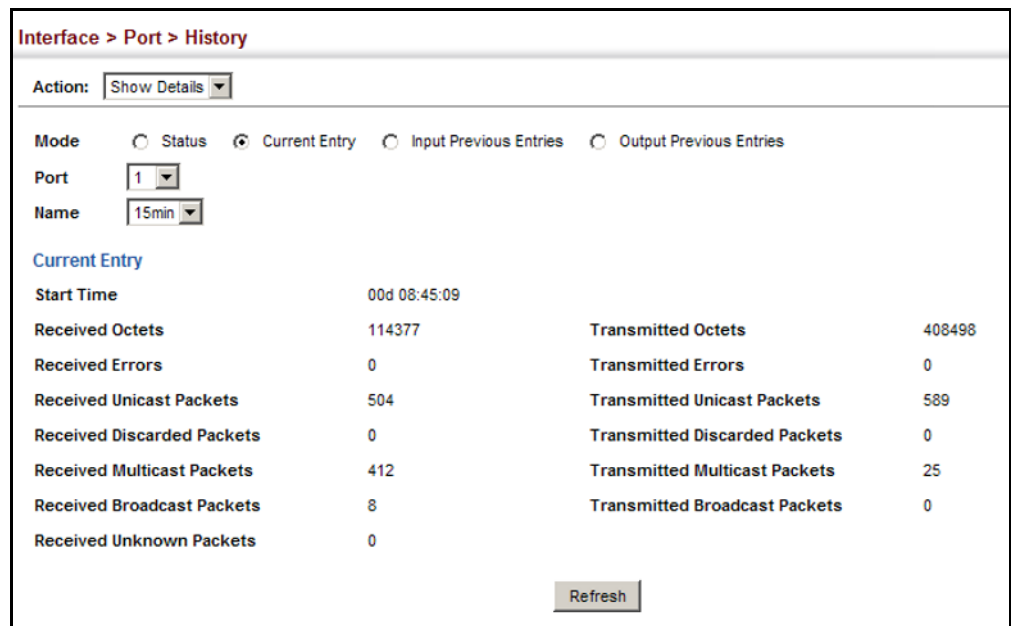 Interface > Port > History
Action: Show Details
Mode Status Current Entry Input Previous Entries Output Previous Entries
Port 1
Name 15min
Current Entry
Start Time 00d 08:45:09
Received Octets 114377 Transmitted Octets 408498
Received Errors 0 Transmitted Errors 0
Received Unicast Packets 504 Transmitted Unicast Packets 589
Received Discarded Packets 0 Transmitted Discarded Packets 0
Received Multicast Packets 412 Transmitted Multicast Packets 25
Received Broadcast Packets 8 Transmitted Broadcast Packets 0
Received Unknown Packets 0
Refresh